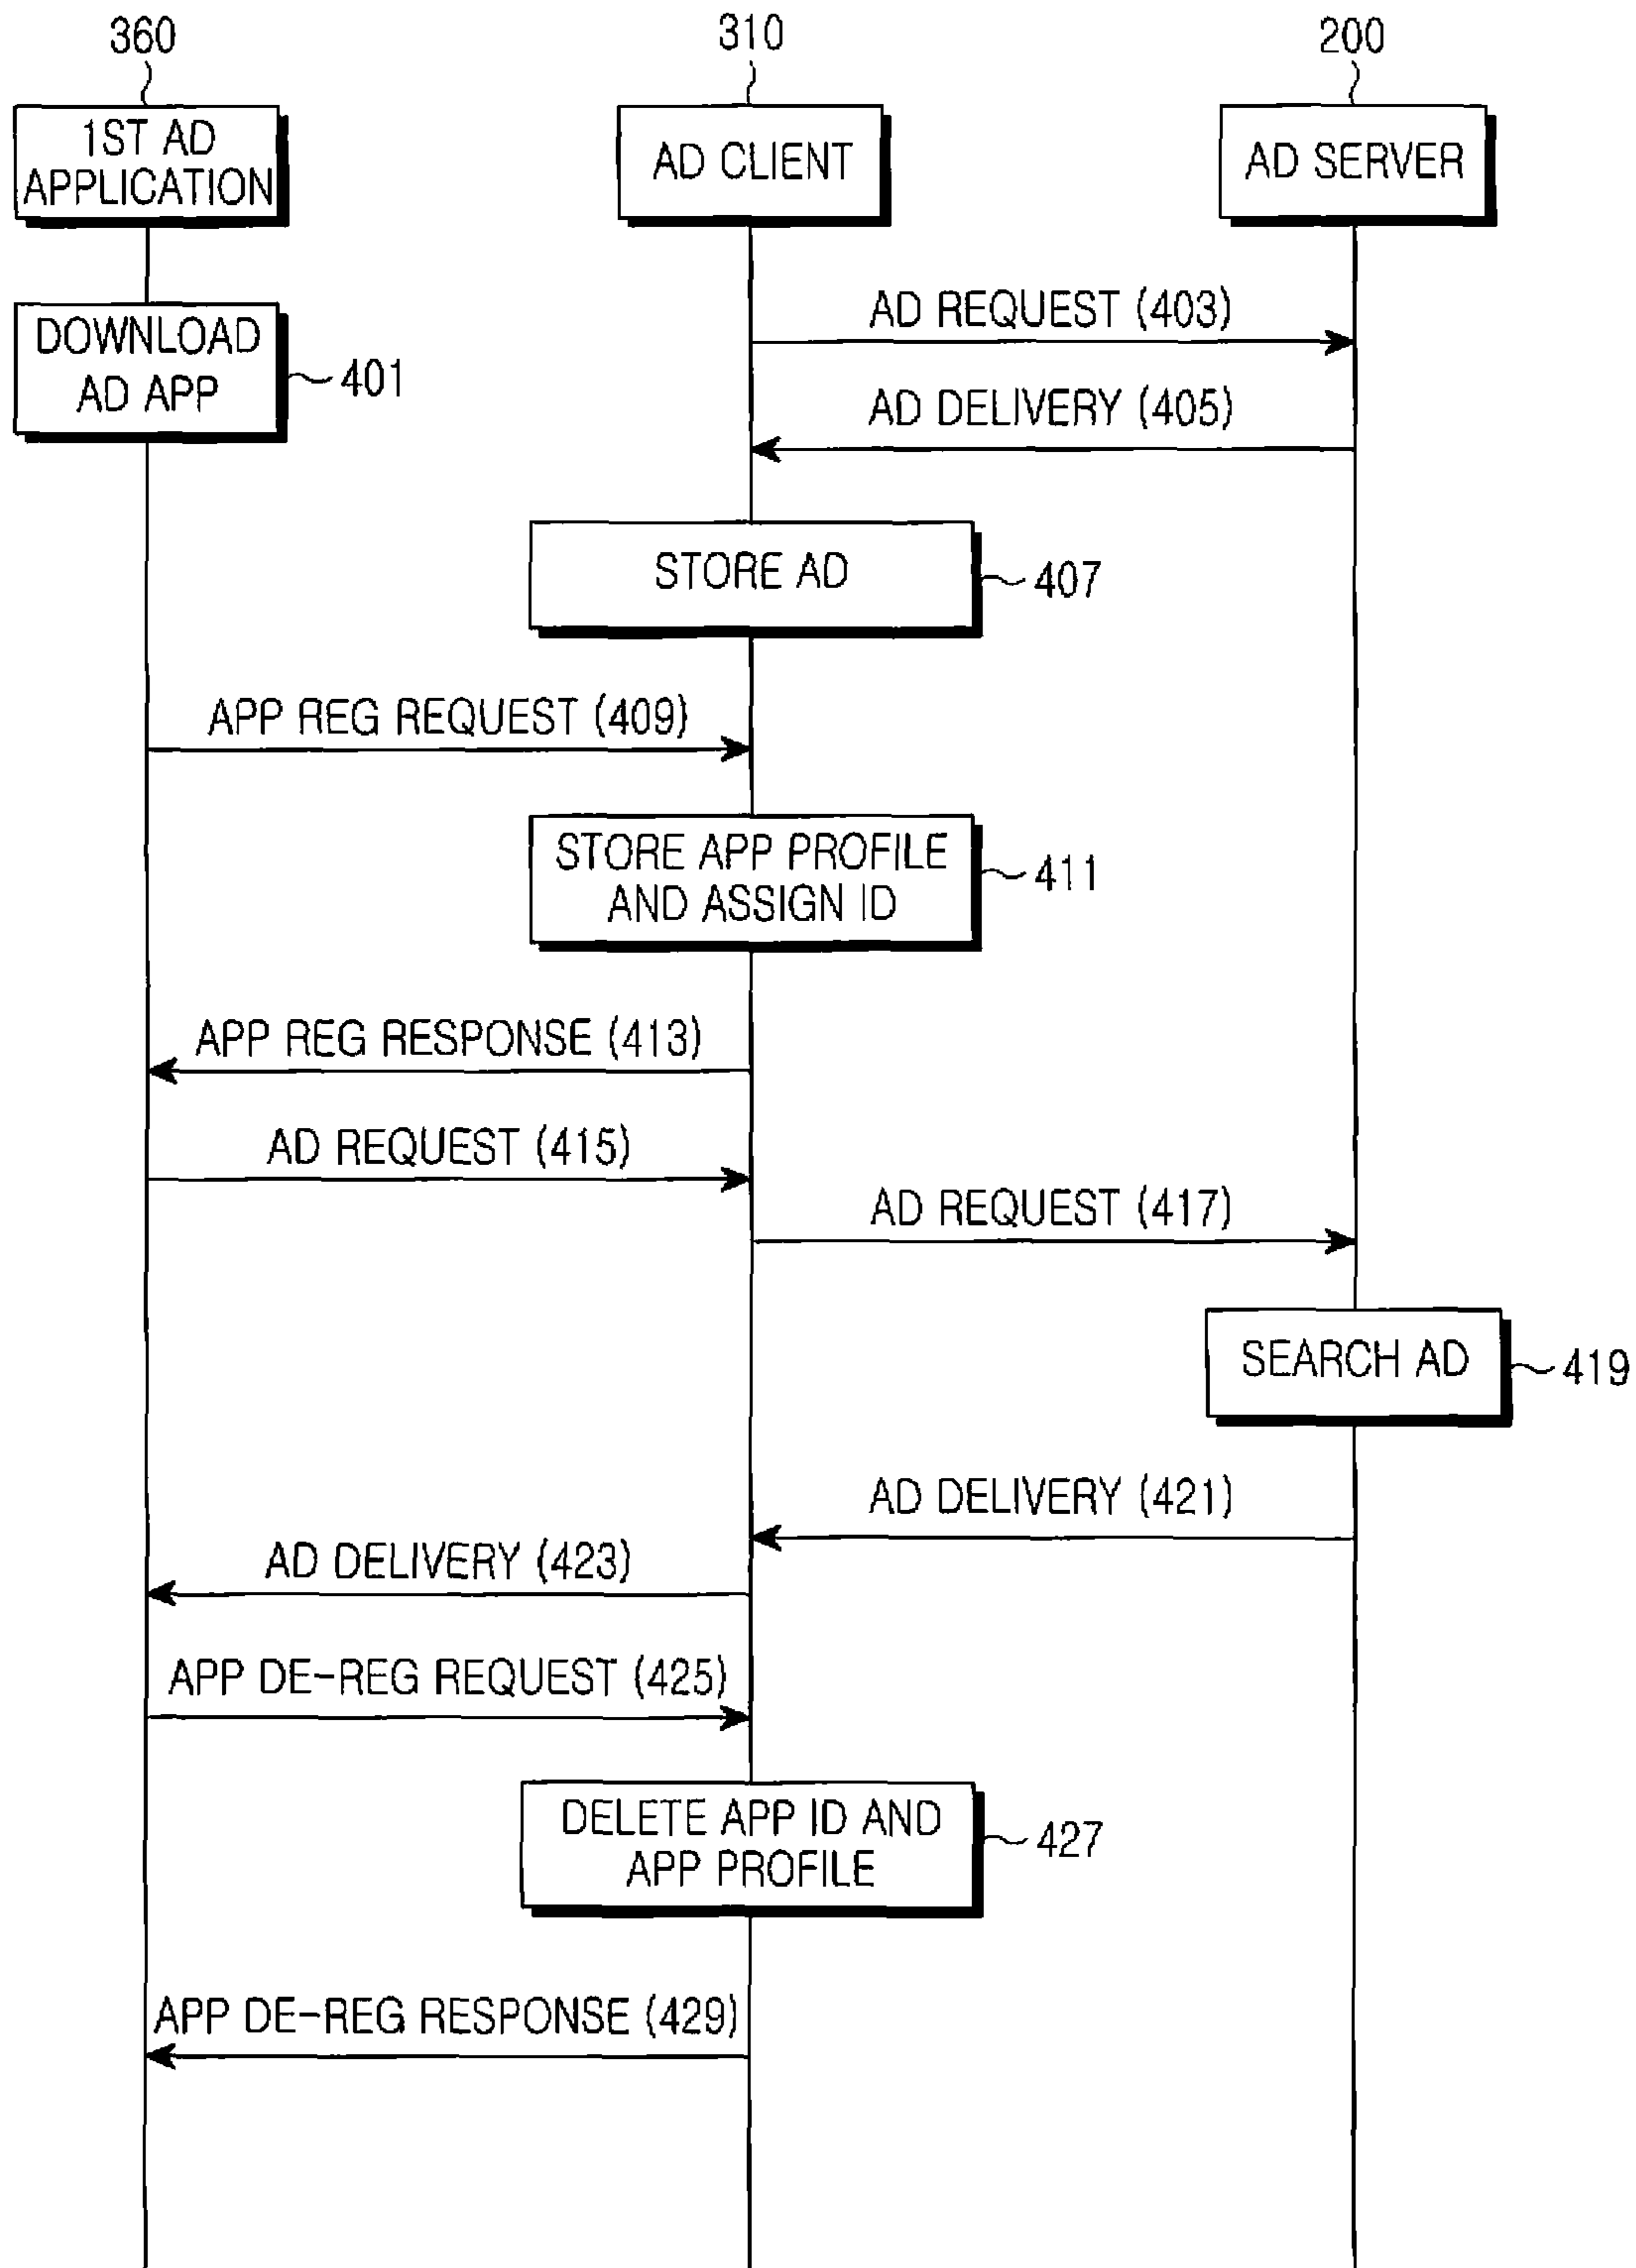 360
310
200
1ST AD
APPLICATION
AD CLIENT
AD SERVER
DOWNLOAD
AD APP
401
AD REQUEST (403)
AD DELIVERY (405)
STORE AD
407
APP REG REQUEST (409)
STORE APP PROFILE
AND ASSIGN ID
411
APP REG RESPONSE (413)
AD REQUEST (415)
AD REQUEST (417)
SEARCH AD
419
AD DELIVERY (421)
AD DELIVERY (423)
APP DE-REG REQUEST (425)
DELETE APP ID AND
APP PROFILE
427
APP DE-REG RESPONSE (429)